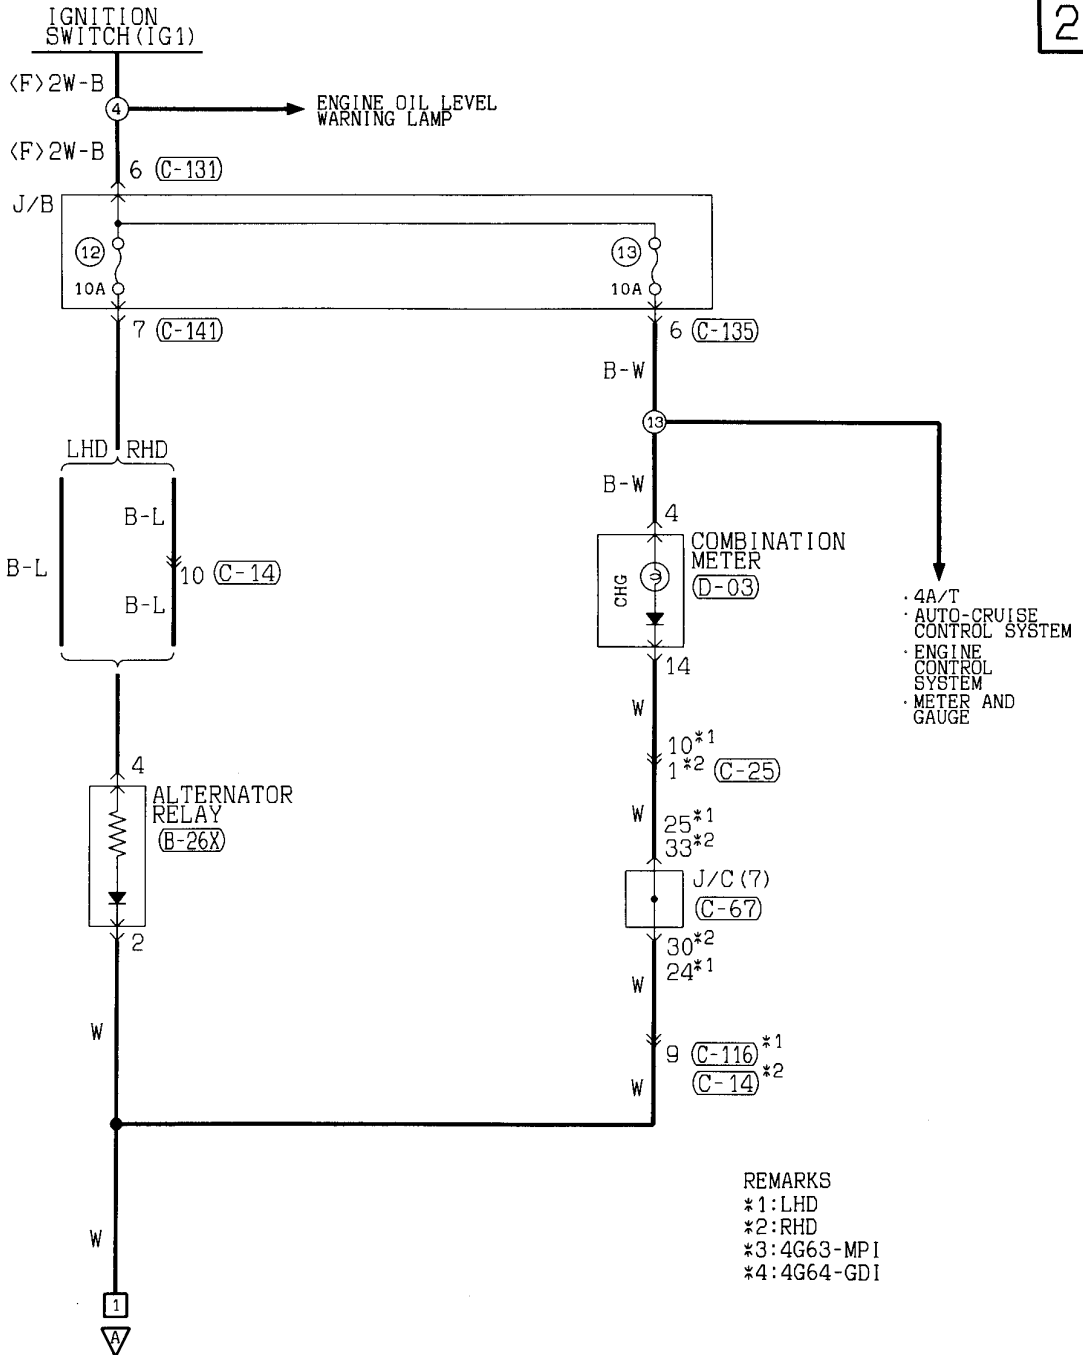 2
IGNITION
SWITCH(IG1)
<F>2W-B
4
ENGINE OIL LEVEL
WARNING LAMP
<F>2W-B
6 (C-131)
J/B
12
10A
13
10A
7 (C-141)
6 (C-135)
B-W
13
LHD RHD
B-W
4
B-L
COMBINATION
METER
(D-03)
CHG
B-L
10 (C-14)
B-L
·4A/T
·AUTO-CRUISE
CONTROL SYSTEM
·ENGINE
CONTROL
SYSTEM
·METER AND
GAUGE
14
W
10*1
1*2 (C-25)
4
ALTERNATOR
RELAY
(B-26X)
W
25*1
33*2
J/C(7)
(C-67)
2
30*2
24*1
W
W
9 (C-116)*1
(C-14)*2
W
REMARKS
*1:LHD
*2:RHD
*3:4G63-MPI
*4:4G64-GDI
W
1
A